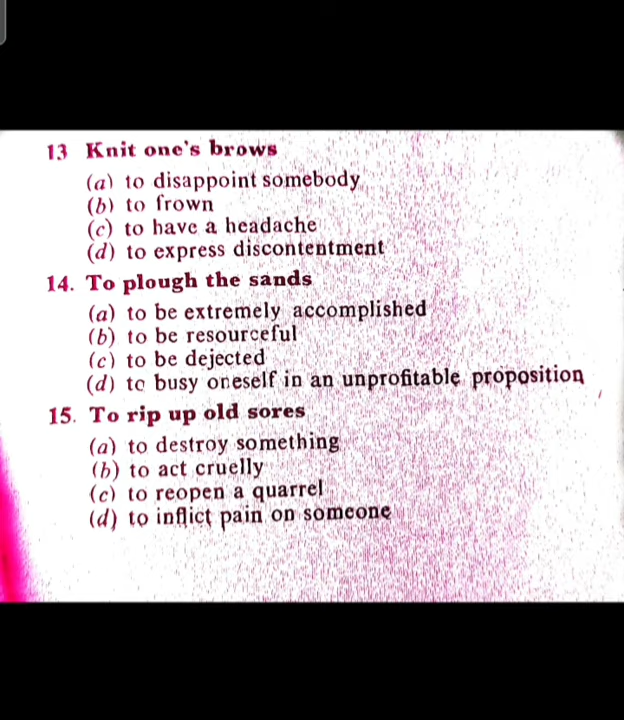 13 Knit one's brows
(a) to disappoint somebody
(b) to frown
(c) to have a headache
(d) to express discontentment
14. To plough the sands
(a) to be extremely accomplished
(b) to be resourceful
(c) to be dejected
(d) to busy oneself in an unprofitable proposition
15. To rip up old sores
(a) to destroy something
(b) to act cruelly
(c) to reopen a quarrel
(d) to inflict pain on someone